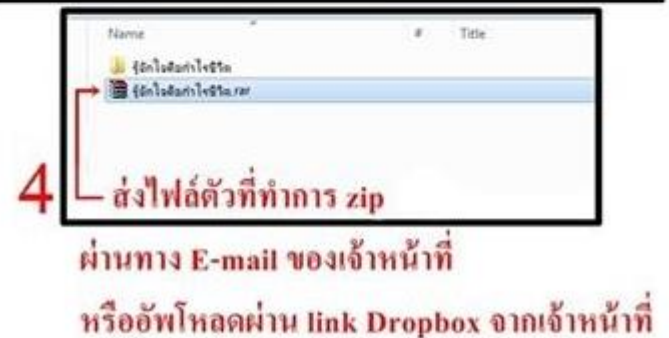 Name # Title
รู้จักใจคือกำไรชีวิต
รู้จักใจคือกำไรชีวิต.rar
4 ส่งไฟล์ตัวที่ทำการ zip
ผ่านทาง E-mail ของเจ้าหน้าที่
หรืออัพโหลดผ่าน link Dropbox จากเจ้าหน้าที่